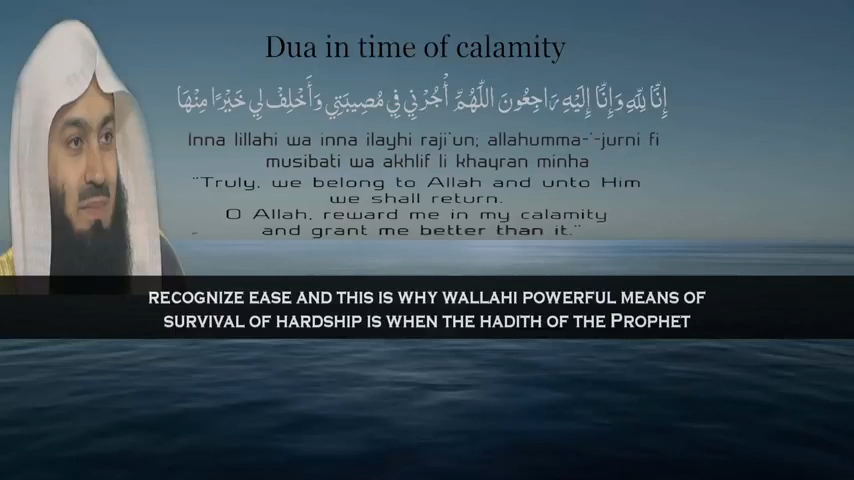 Dua in time of calamity
إِنَّا لِلَّهِ وَإِنَّا إِلَيْهِ رَاجِعُونَ اللَّهُمَّ أْجُرْنِي فِي مُصِيبَتِي وَأَخْلِفْ لِي خَيْرًا مِنْهَا
Inna lillahi wa inna ilayhi raji'un; allahumma-'-jurni fi
musibati wa akhlif li khayran minha
"Truly, we belong to Allah and unto Him
we shall return.
O Allah, reward me in my calamity
and grant me better than it."
RECOGNIZE EASE AND THIS IS WHY WALLAHI POWERFUL MEANS OF
SURVIVAL OF HARDSHIP IS WHEN THE HADITH OF THE PROPHET